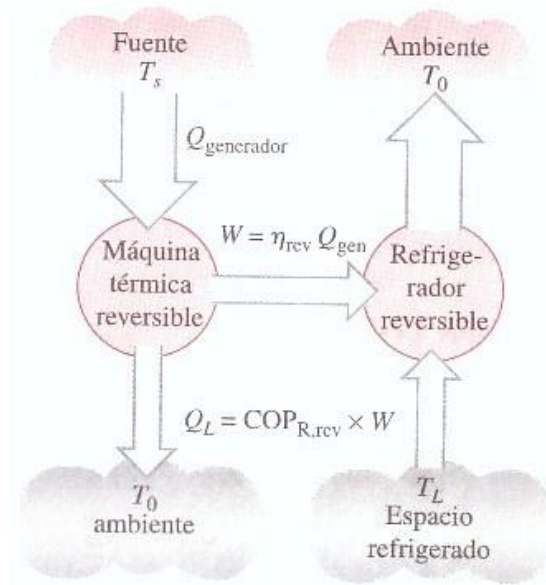 Fuente
T_s
Ambiente
T_0
Q_generador
W = η_rev Q_gen
Máquina
térmica
reversible
Refrige-
rador
reversible
Q_L = COP_R,rev × W
T_0
ambiente
T_L
Espacio
refrigerado